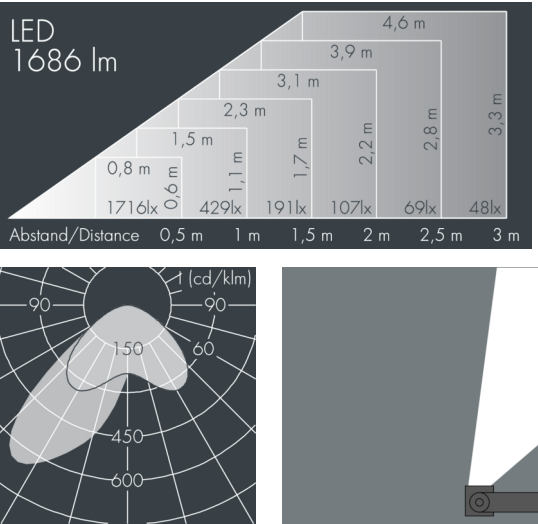 LED
1686 lm
4,6 m
3,9 m
3,1 m
2,3 m
1,5 m
0,8 m
0,6 m
1,1 m
1,7 m
2,2 m
2,8 m
3,3 m
1716lx 429lx 191lx 107lx 69lx 48lx
Abstand/Distance 0,5 m 1 m 1,5 m 2 m 2,5 m 3 m
I (cd/klm)
90 90
150 60
450
600